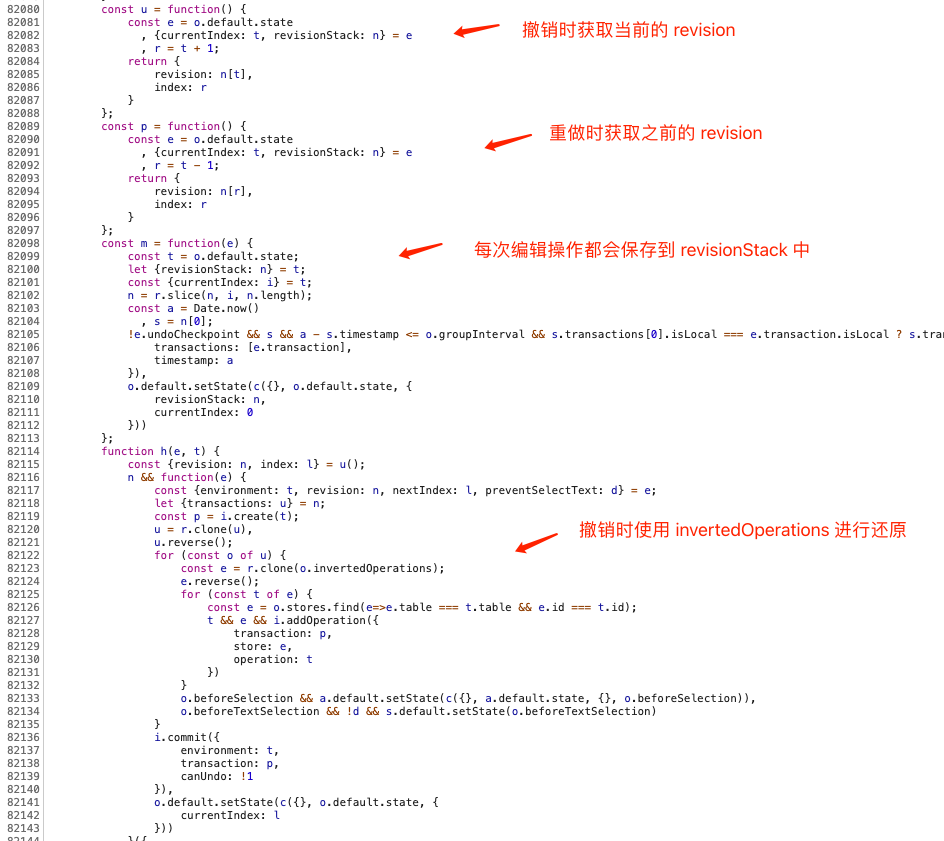 82080 const u = function() {
82081 const e = o.default.state
82082 , {currentIndex: t, revisionStack: n} = e
撤销时获取当前的 revision
82083 , r = t + 1;
82084 return {
82085 revision: n[t],
82086 index: r
82087 }
82088 };
82089 const p = function() {
82090 const e = o.default.state
重做时获取之前的 revision
82091 , {currentIndex: t, revisionStack: n} = e
82092 , r = t - 1;
82093 return {
82094 revision: n[r],
82095 index: r
82096 }
82097 };
82098 const m = function(e) {
每次编辑操作都会保存到 revisionStack 中
82099 const t = o.default.state;
82100 let {revisionStack: n} = t;
82101 const {currentIndex: i} = t;
82102 n = r.slice(n, i, n.length);
82103 const a = Date.now()
82104 , s = n[0];
82105 !e.undoCheckpoint && s && a - s.timestamp <= o.groupInterval && s.transactions[0].isLocal === e.transaction.isLocal ? s.tra
82106 transactions: [e.transaction],
82107 timestamp: a
82108 }),
82109 o.default.setState(c({}, o.default.state, {
82110 revisionStack: n,
82111 currentIndex: 0
82112 }))
82113 };
82114 function h(e, t) {
82115 const {revision: n, index: l} = u();
82116 n && function(e) {
82117 const {environment: t, revision: n, nextIndex: l, preventSelectText: d} = e;
82118 let {transactions: u} = n;
82119 const p = i.create(t);
撤销时使用 invertedOperations 进行还原
82120 u = r.clone(u),
82121 u.reverse();
82122 for (const o of u) {
82123 const e = r.clone(o.invertedOperations);
82124 e.reverse();
82125 for (const t of e) {
82126 const e = o.stores.find(e=>e.table === t.table && e.id === t.id);
82127 t && e && i.addOperation({
82128 transaction: p,
82129 store: e,
82130 operation: t
82131 })
82132 }
82133 o.beforeSelection && a.default.setState(c({}, a.default.state, {}, o.beforeSelection)),
82134 o.beforeTextSelection && !d && s.default.setState(o.beforeTextSelection)
82135 }
82136 i.commit({
82137 environment: t,
82138 transaction: p,
82139 canUndo: !1
82140 }),
82141 o.default.setState(c({}, o.default.state, {
82142 currentIndex: l
82143 }))
82144 }({